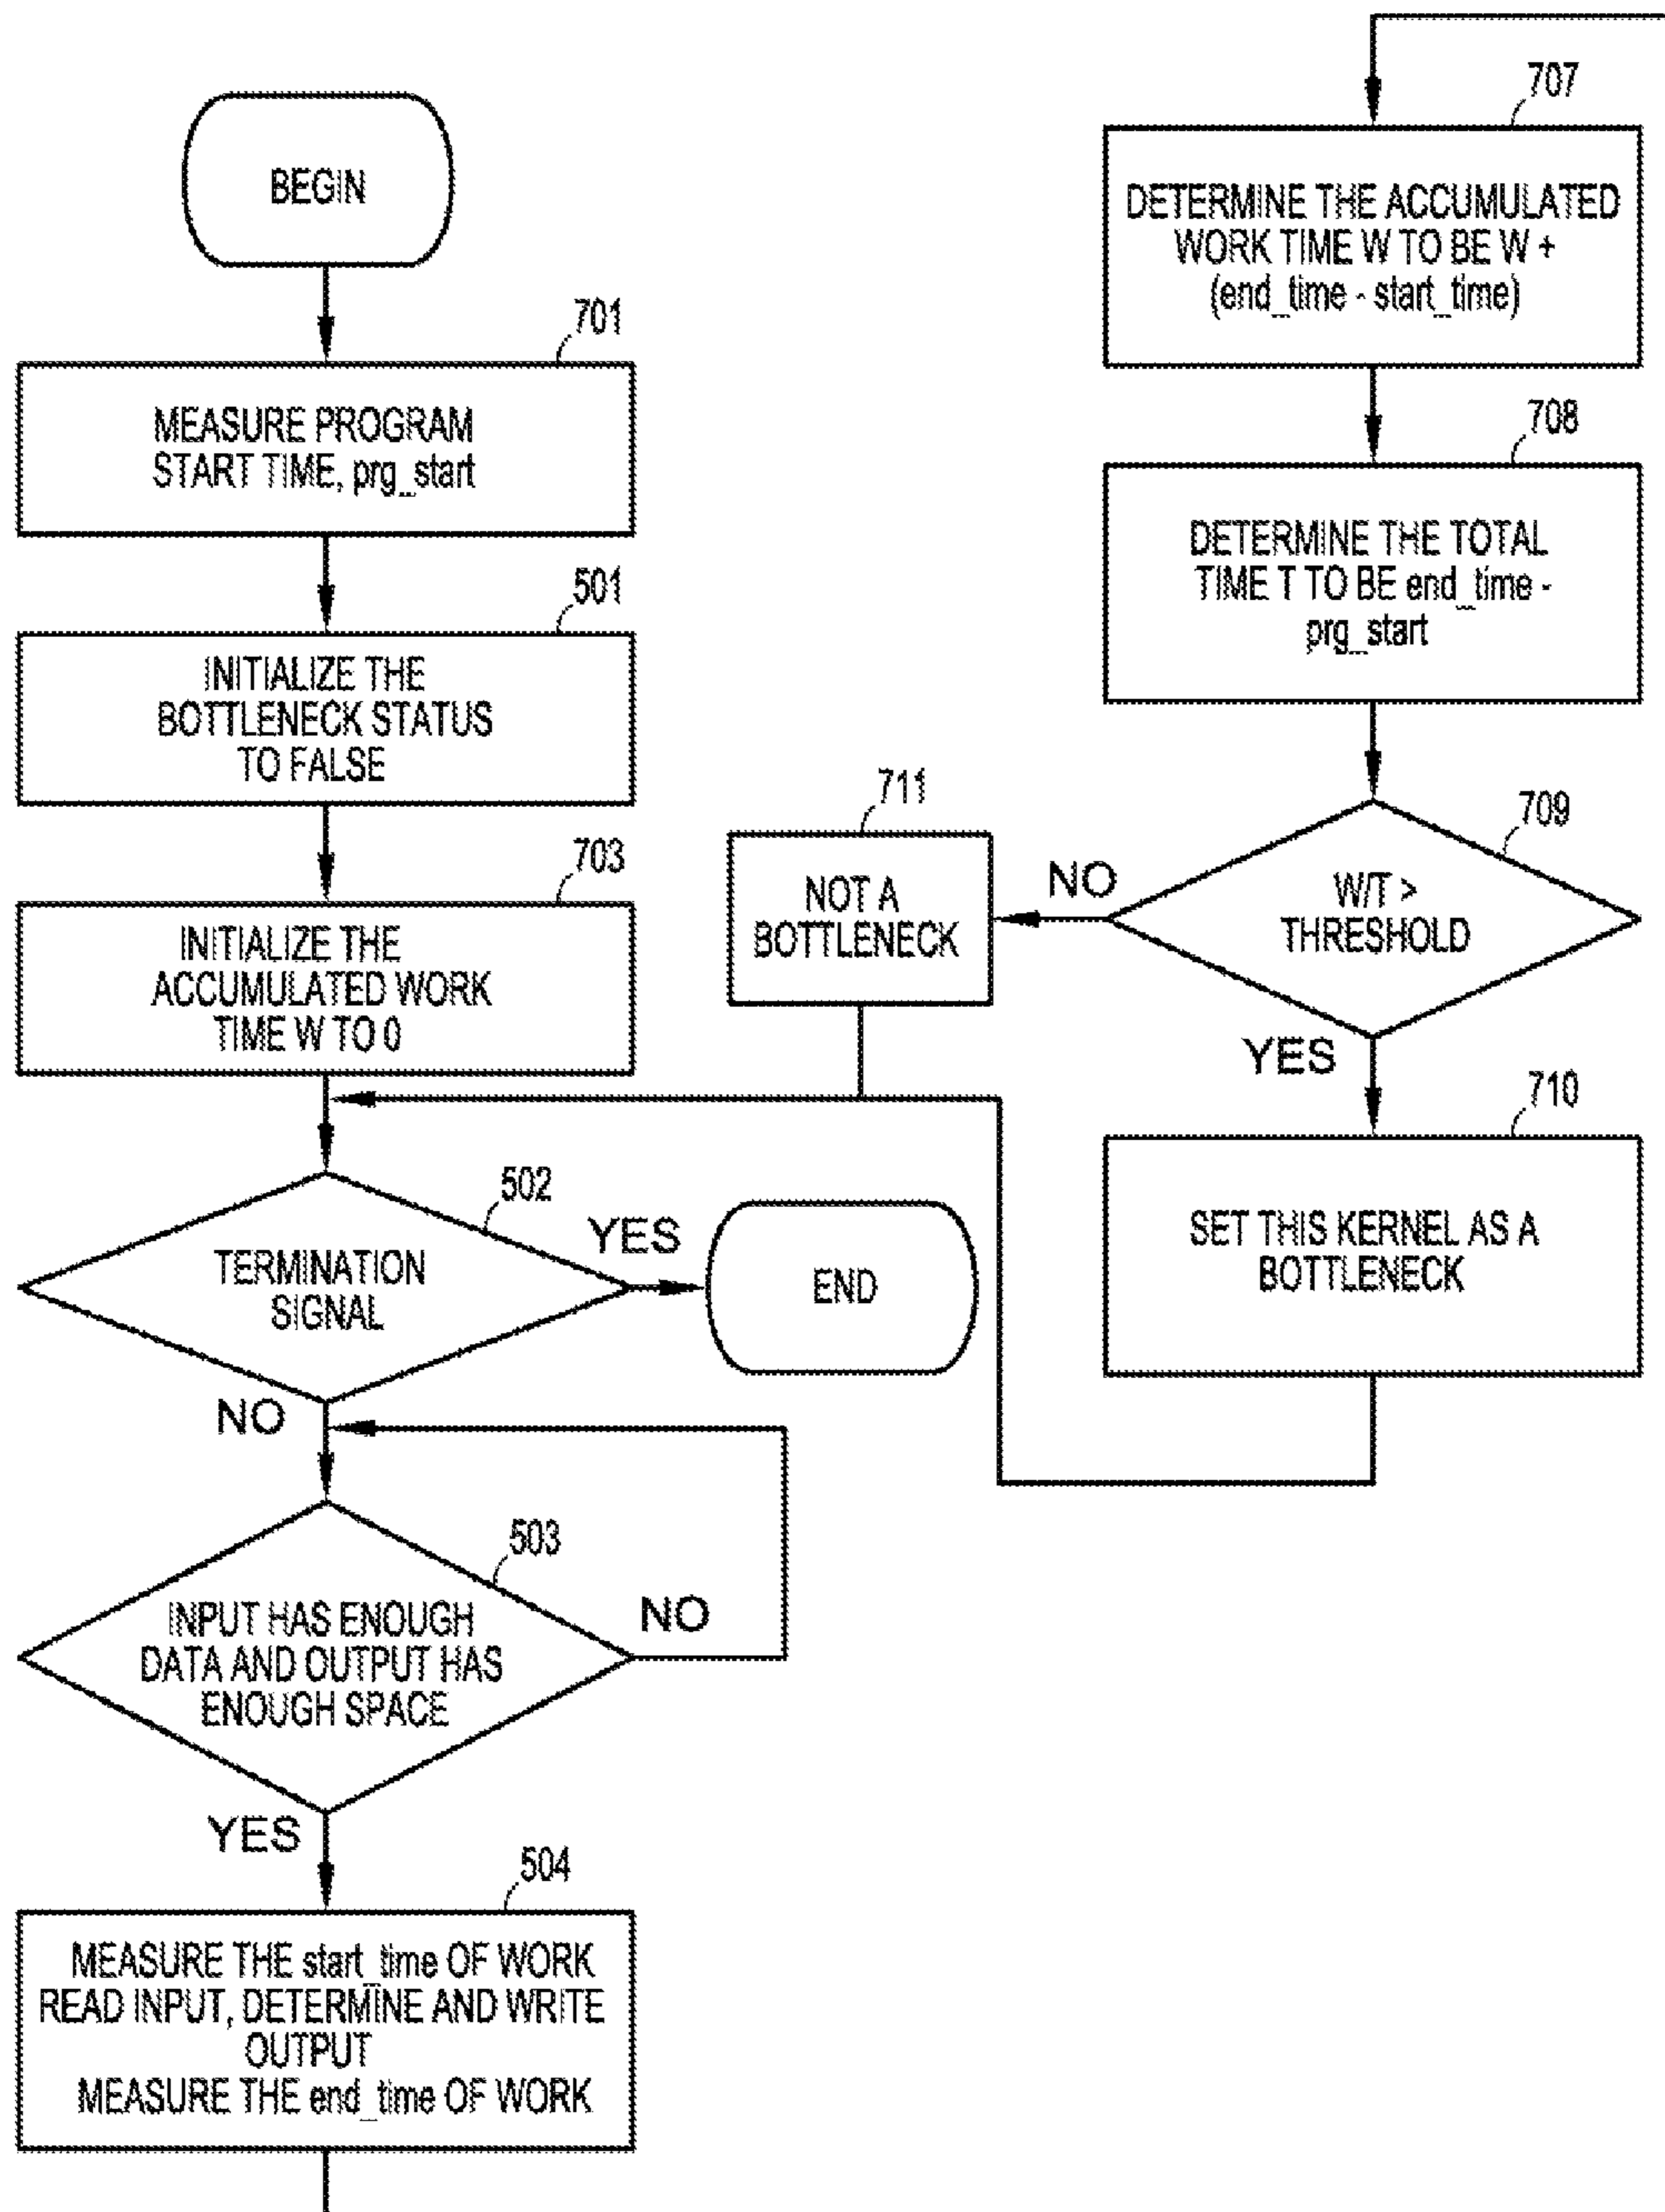 BEGIN
701
MEASURE PROGRAM
START TIME, prg_start
501
INITIALIZE THE
BOTTLENECK STATUS
TO FALSE
703
INITIALIZE THE
ACCUMULATED WORK
TIME W TO 0
502
TERMINATION
SIGNAL
YES
END
NO
503
INPUT HAS ENOUGH
DATA AND OUTPUT HAS
ENOUGH SPACE
NO
YES
504
MEASURE THE start_time OF WORK
READ INPUT, DETERMINE AND WRITE
OUTPUT
MEASURE THE end_time OF WORK
707
DETERMINE THE ACCUMULATED
WORK TIME W TO BE W +
(end_time - start_time)
708
DETERMINE THE TOTAL
TIME T TO BE end_time -
prg_start
709
W/T >
THRESHOLD
NO
711
NOT A
BOTTLENECK
YES
710
SET THIS KERNEL AS A
BOTTLENECK